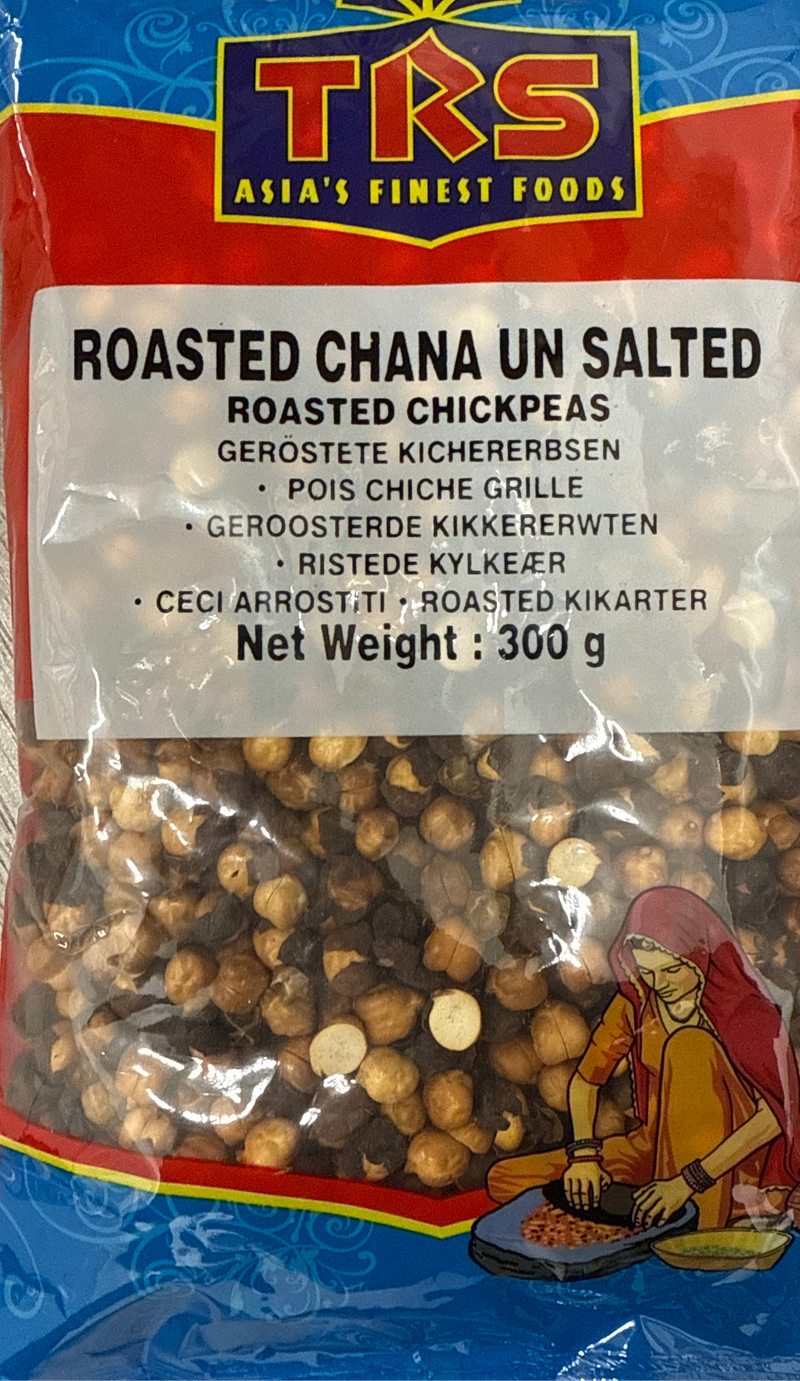 TRS
ASIA'S FINEST FOODS
ROASTED CHANA UN SALTED
ROASTED CHICKPEAS
GERÖSTETE KICHERERBSEN
• POIS CHICHE GRILLE
• GEROOSTERDE KIKKERERWTEN
• RISTEDE KYLKEÆR
• CECI ARROSTITI • ROASTED KIKARTER
Net Weight : 300 g